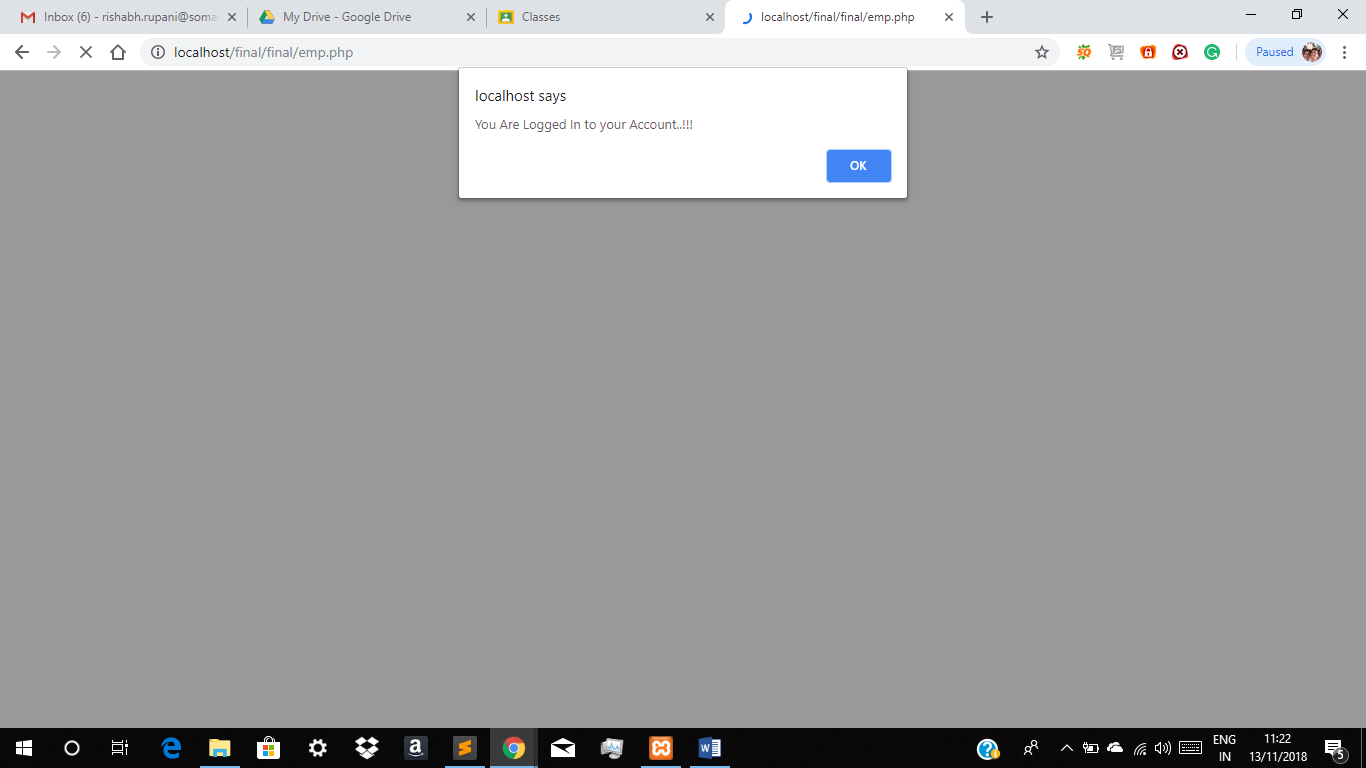 Inbox (6) - rishabh.rupani@soma
My Drive - Google Drive
Classes
localhost/final/final/emp.php
localhost/final/final/emp.php
Paused
localhost says
You Are Logged In to your Account..!!!
OK
ENG
IN
11:22
13/11/2018
5